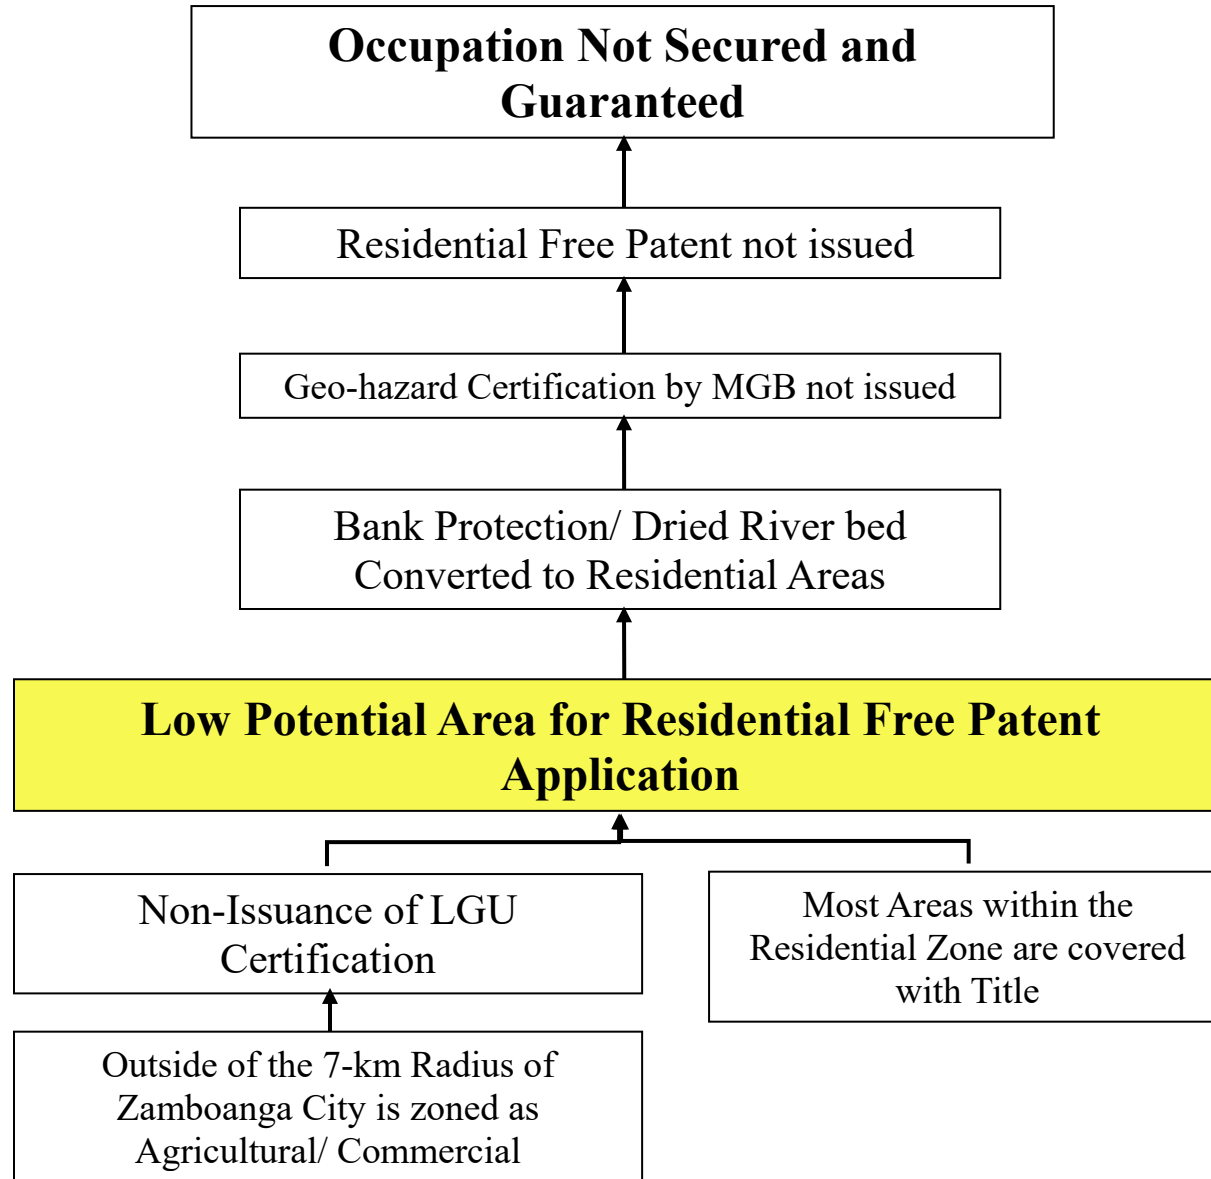 Occupation Not Secured and
Guaranteed
Residential Free Patent not issued
Geo-hazard Certification by MGB not issued
Bank Protection/ Dried River bed
Converted to Residential Areas
Low Potential Area for Residential Free Patent
Application
Non-Issuance of LGU
Certification
Most Areas within the
Residential Zone are covered
with Title
Outside of the 7-km Radius of
Zamboanga City is zoned as
Agricultural/ Commercial